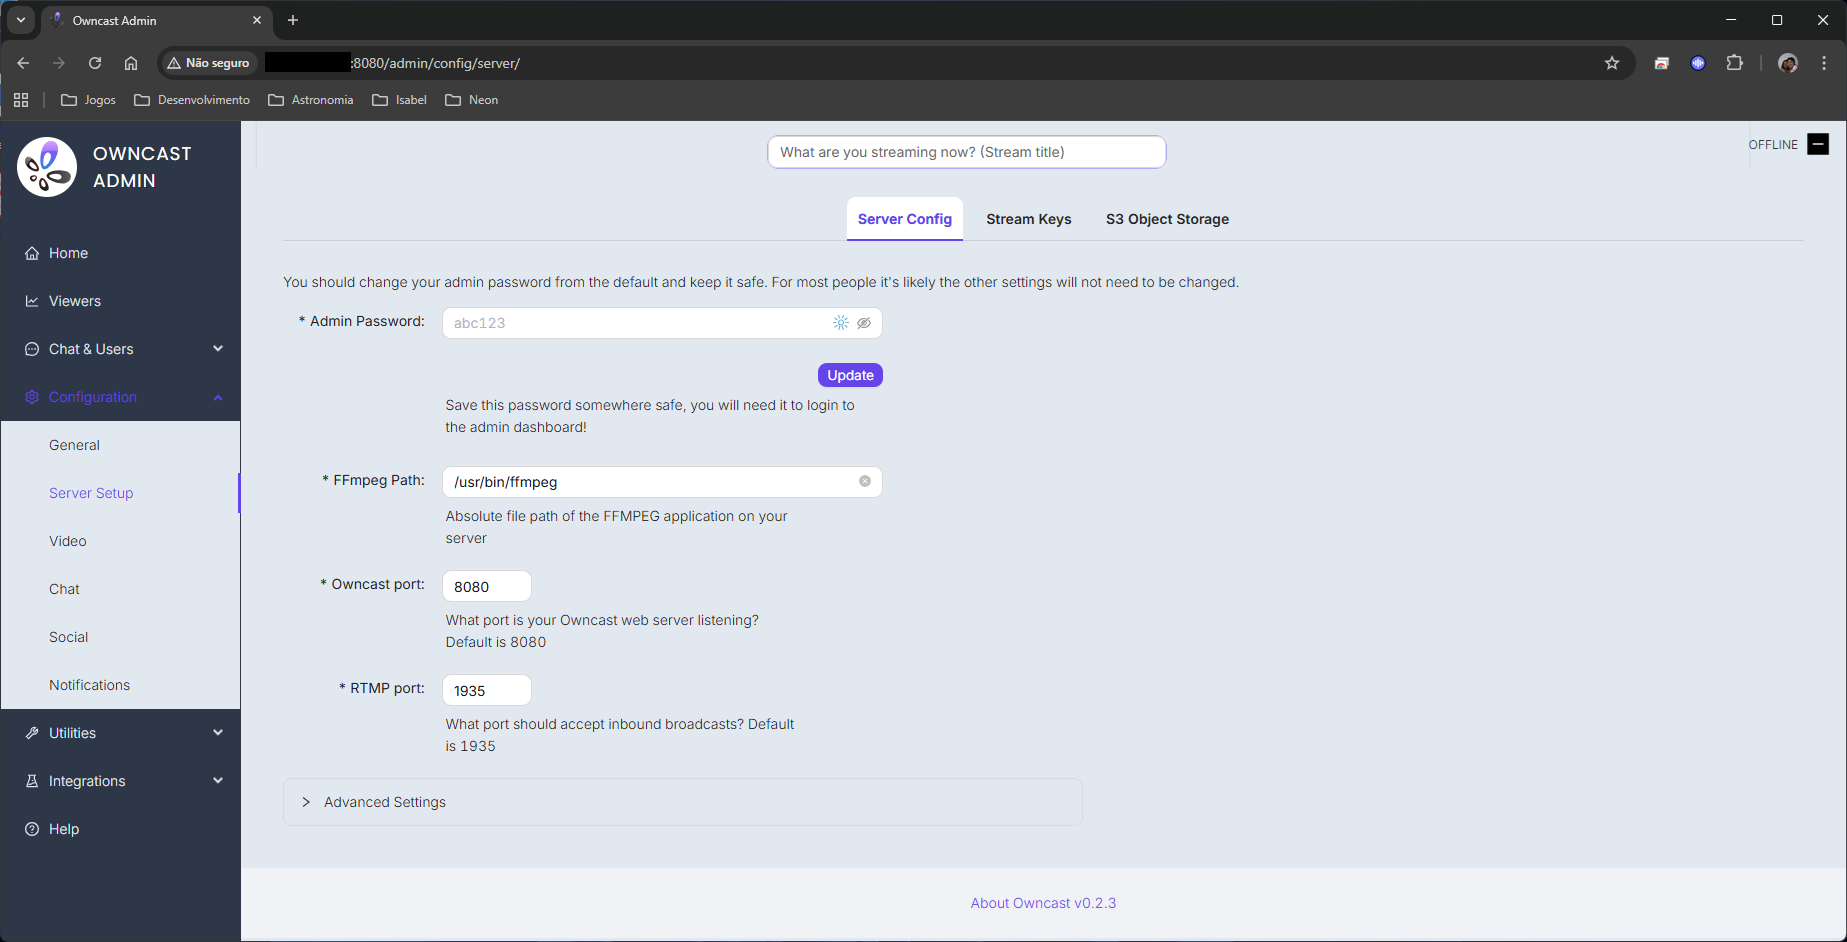 Owncast Admin
Não seguro
:8080/admin/config/server/
Jogos
Desenvolvimento
Astronomia
Isabel
Neon
OWNCAST
ADMIN
What are you streaming now? (Stream title)
OFFLINE
Server Config
Stream Keys
S3 Object Storage
Home
Viewers
Chat & Users
Configuration
General
Server Setup
Video
Chat
Social
Notifications
Utilities
Integrations
Help
You should change your admin password from the default and keep it safe. For most people it's likely the other settings will not need to be changed.
* Admin Password:
abc123
Update
Save this password somewhere safe, you will need it to login to
the admin dashboard!
* FFmpeg Path:
/usr/bin/ffmpeg
Absolute file path of the FFMPEG application on your
server
* Owncast port:
8080
What port is your Owncast web server listening?
Default is 8080
* RTMP port:
1935
What port should accept inbound broadcasts? Default
is 1935
Advanced Settings
About Owncast v0.2.3